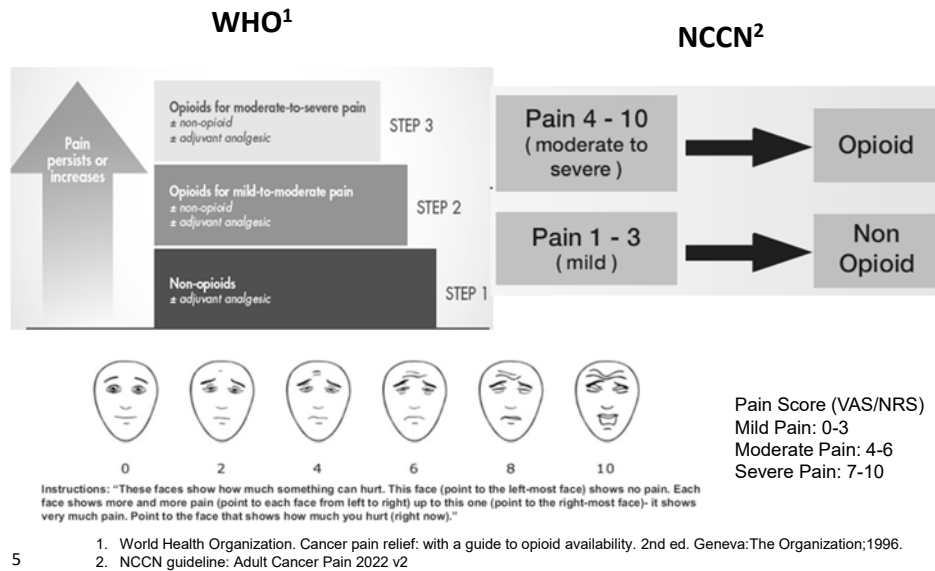 WHO1
NCCN2
Pain
persists or
increases
Opioids for moderate-to-severe pain
± non-opioid
± adjuvant analgesic
STEP 3
Opioids for mild-to-moderate pain
± non-opioid
± adjuvant analgesic
STEP 2
Non-opioids
± adjuvant analgesic
STEP 1
Pain 4 - 10
( moderate to
severe )
Opioid
Pain 1 - 3
( mild )
Non
Opioid
0 2 4 6 8 10
Instructions: “These faces show how much something can hurt. This face (point to the left-most face) shows no pain. Each
face shows more and more pain (point to each face from left to right) up to this one (point to the right-most face)- it shows
very much pain. Point to the face that shows how much you hurt (right now).”
Pain Score (VAS/NRS)
Mild Pain: 0-3
Moderate Pain: 4-6
Severe Pain: 7-10
1. World Health Organization. Cancer pain relief: with a guide to opioid availability. 2nd ed. Geneva:The Organization;1996.
2. NCCN guideline: Adult Cancer Pain 2022 v2
5